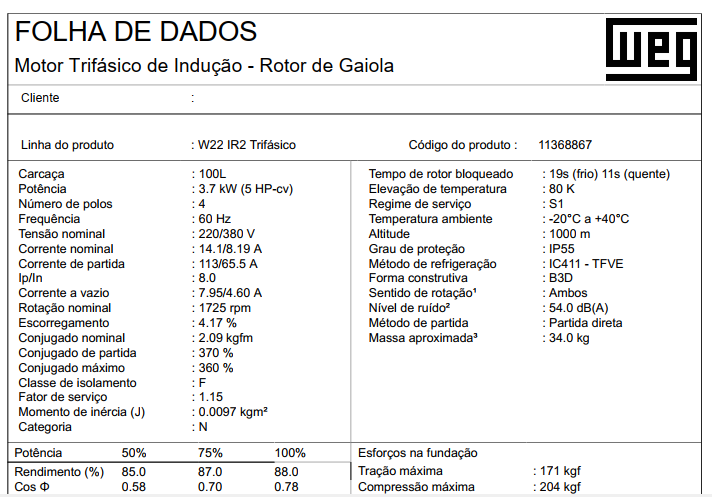 FOLHA DE DADOS
Motor Trifásico de Indução - Rotor de Gaiola
weg
Cliente :
Linha do produto : W22 IR2 Trifásico Código do produto : 11368867
Carcaça : 100L
Potência : 3.7 kW (5 HP-cv)
Número de polos : 4
Frequência : 60 Hz
Tensão nominal : 220/380 V
Corrente nominal : 14.1/8.19 A
Corrente de partida : 113/65.5 A
Ip/In : 8.0
Corrente a vazio : 7.95/4.60 A
Rotação nominal : 1725 rpm
Escorregamento : 4.17 %
Conjugado nominal : 2.09 kgfm
Conjugado de partida : 370 %
Conjugado máximo : 360 %
Classe de isolamento : F
Fator de serviço : 1.15
Momento de inércia (J) : 0.0097 kgm²
Categoria : N
Tempo de rotor bloqueado : 19s (frio) 11s (quente)
Elevação de temperatura : 80 K
Regime de serviço : S1
Temperatura ambiente : -20°C a +40°C
Altitude : 1000 m
Grau de proteção : IP55
Método de refrigeração : IC411 - TFVE
Forma construtiva : B3D
Sentido de rotação¹ : Ambos
Nível de ruído² : 54.0 dB(A)
Método de partida : Partida direta
Massa aproximada³ : 34.0 kg
Potência 50% 75% 100%
Rendimento (%) 85.0 87.0 88.0
Cos Φ 0.58 0.70 0.78
Esforços na fundação
Tração máxima : 171 kgf
Compressão máxima : 204 kgf